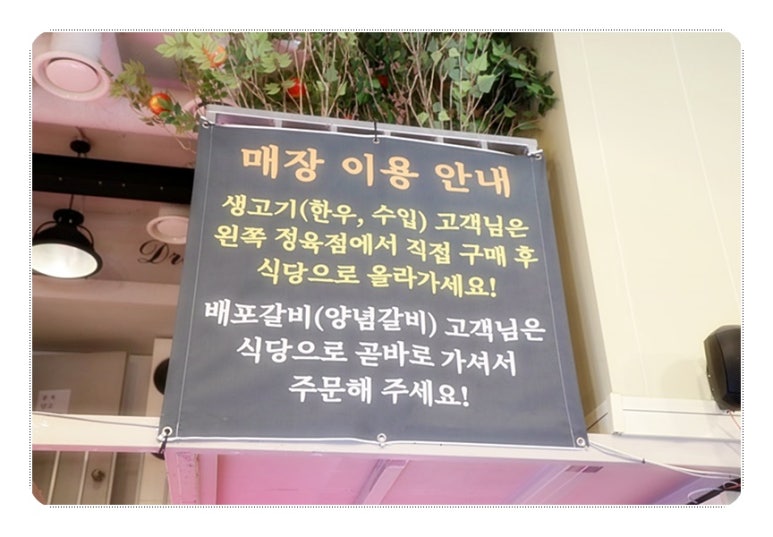 매장 이용 안내
생고기(한우, 수입) 고객님은
왼쪽 정육점에서 직접 구매 후
식당으로 올라가세요!
배포갈비(양념갈비) 고객님은
식당으로 곧바로 가셔서
주문해 주세요!
Dr